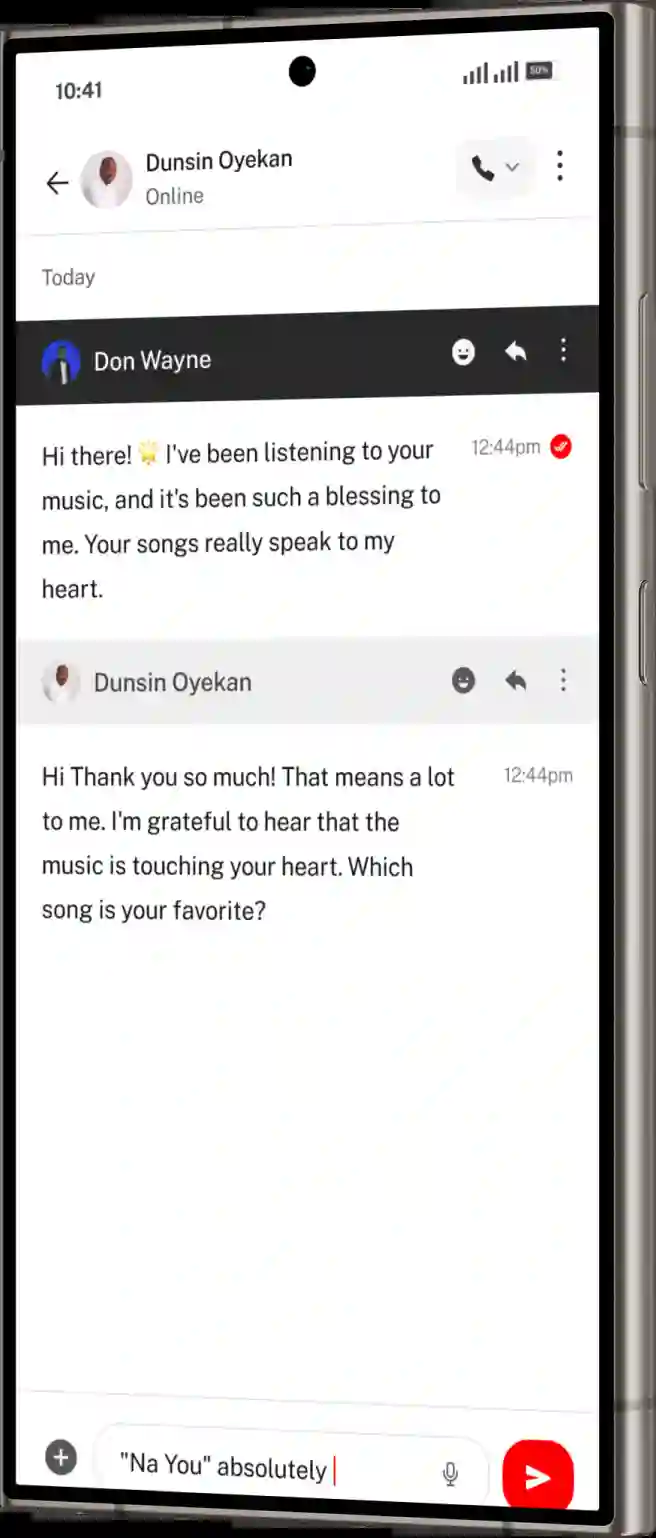 10:41
50%
Dunsin Oyekan
Online
Today
Don Wayne
Hi there! 🌟 I've been listening to your
12:44pm
music, and it's been such a blessing to
me. Your songs really speak to my
heart.
Dunsin Oyekan
Hi Thank you so much! That means a lot
12:44pm
to me. I'm grateful to hear that the
music is touching your heart. Which
song is your favorite?
"Na You" absolutely